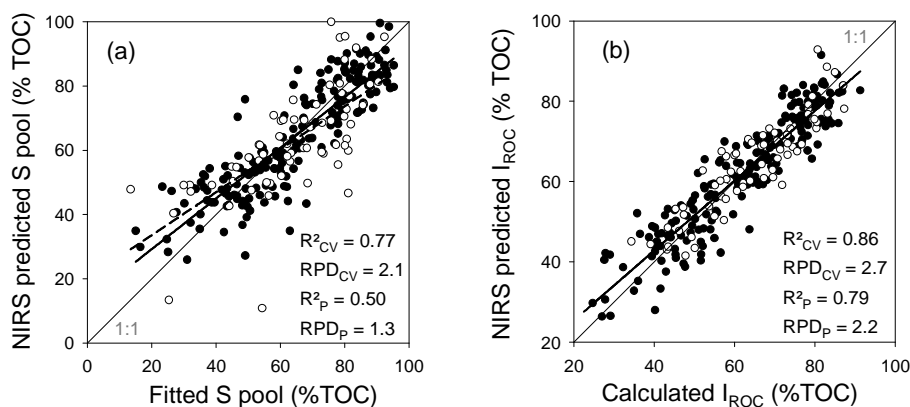 (a)
NIRS predicted S pool (% TOC)
100
80
60
40
20
0
R²CV = 0.77
RPDCV = 2.1
R²P = 0.50
RPDP = 1.3
1:1
0 20 40 60 80 100
Fitted S pool (%TOC)
(b)
1:1
NIRS predicted IROC (% TOC)
100
80
60
40
20
R²CV = 0.86
RPDCV = 2.7
R²P = 0.79
RPDP = 2.2
20 40 60 80 100
Calculated IROC (%TOC)